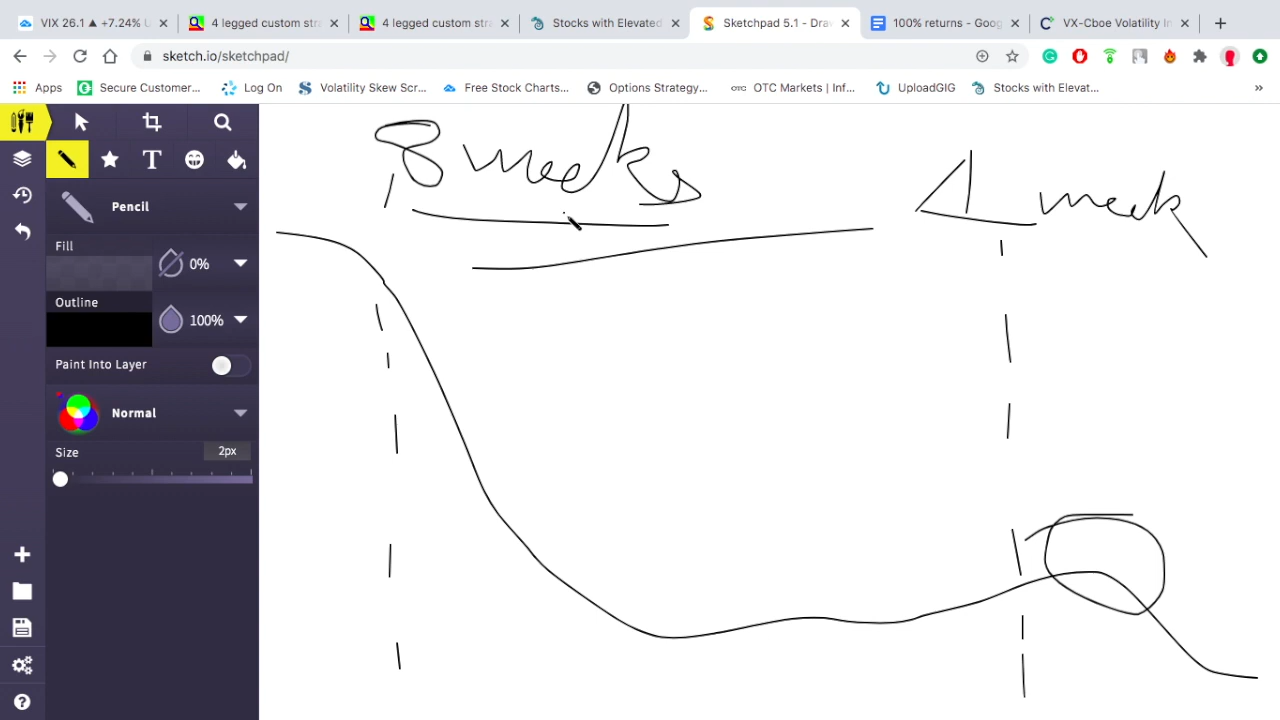 VIX 26.1 ▲ +7.24% U
4 legged custom stra
4 legged custom stra
Stocks with Elevated
Sketchpad 5.1 - Draw
100% returns - Goog
VX-Cboe Volatility In
sketch.io/sketchpad/
Apps
Secure Customer...
Log On
Volatility Skew Scr...
Free Stock Charts...
Options Strategy...
OTC Markets | Inf...
UploadGIG
Stocks with Elevat...
»
8 weeks
1 week
Pencil
Fill
0%
Outline
100%
Paint Into Layer
Normal
Size
2px